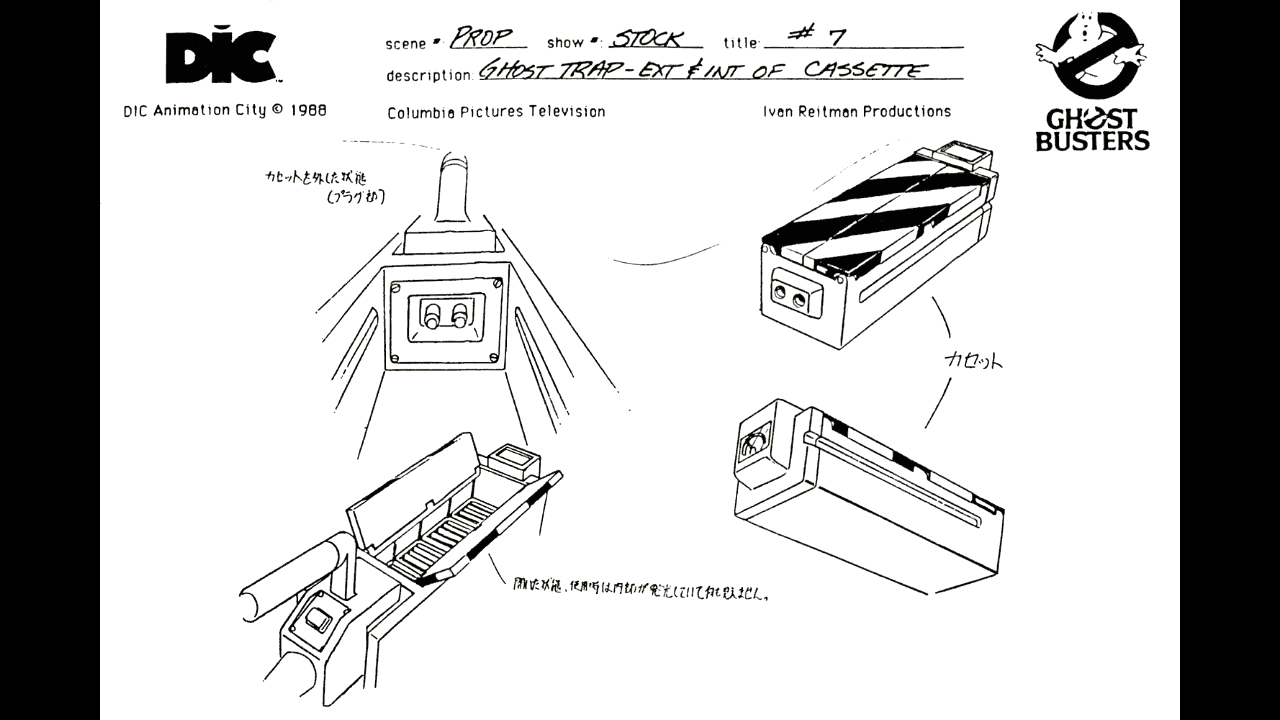 DiC
scene #: PROP show #: STOCK title: # 7
description: GHOST TRAP - EXT & INT OF CASSETTE
DIC Animation City © 1988 Columbia Pictures Television Ivan Reitman Productions
GHOST
BUSTERS
カセットを外した状態
(プラグ部)
カセット
開いた状態、使用時は内部が発光していて何も見えません。